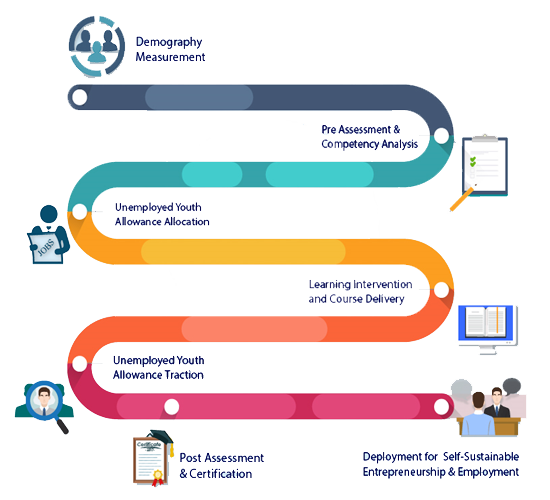 Demography
Measurement
Pre Assessment &
Competency Analysis
Unemployed Youth
Allowance Allocation
JOBS
Learning Intervention
and Course Delivery
Unemployed Youth
Allowance Traction
Certificate
Post Assessment
& Certification
Deployment for Self-Sustainable
Entrepreneurship & Employment